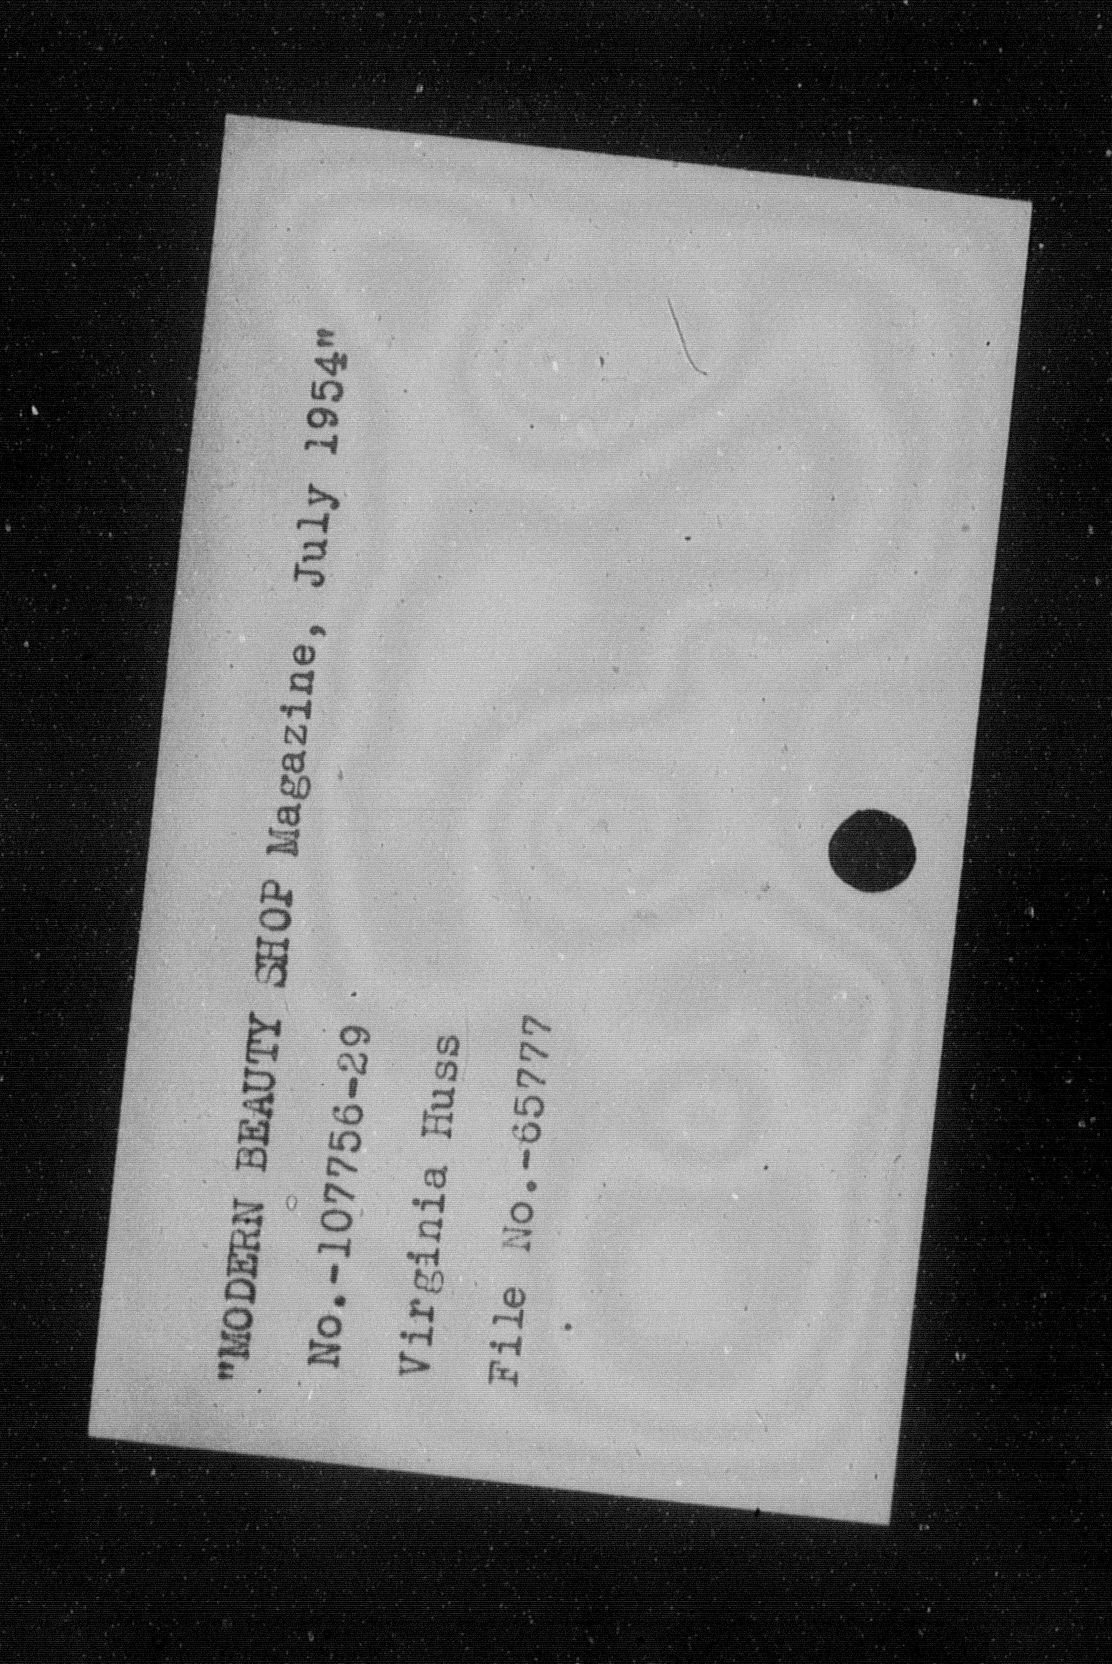 "MODERN BEAUTY SHOP Magazine, July 1954"
No.-107756-29
Virginia Huss
File No.-65777